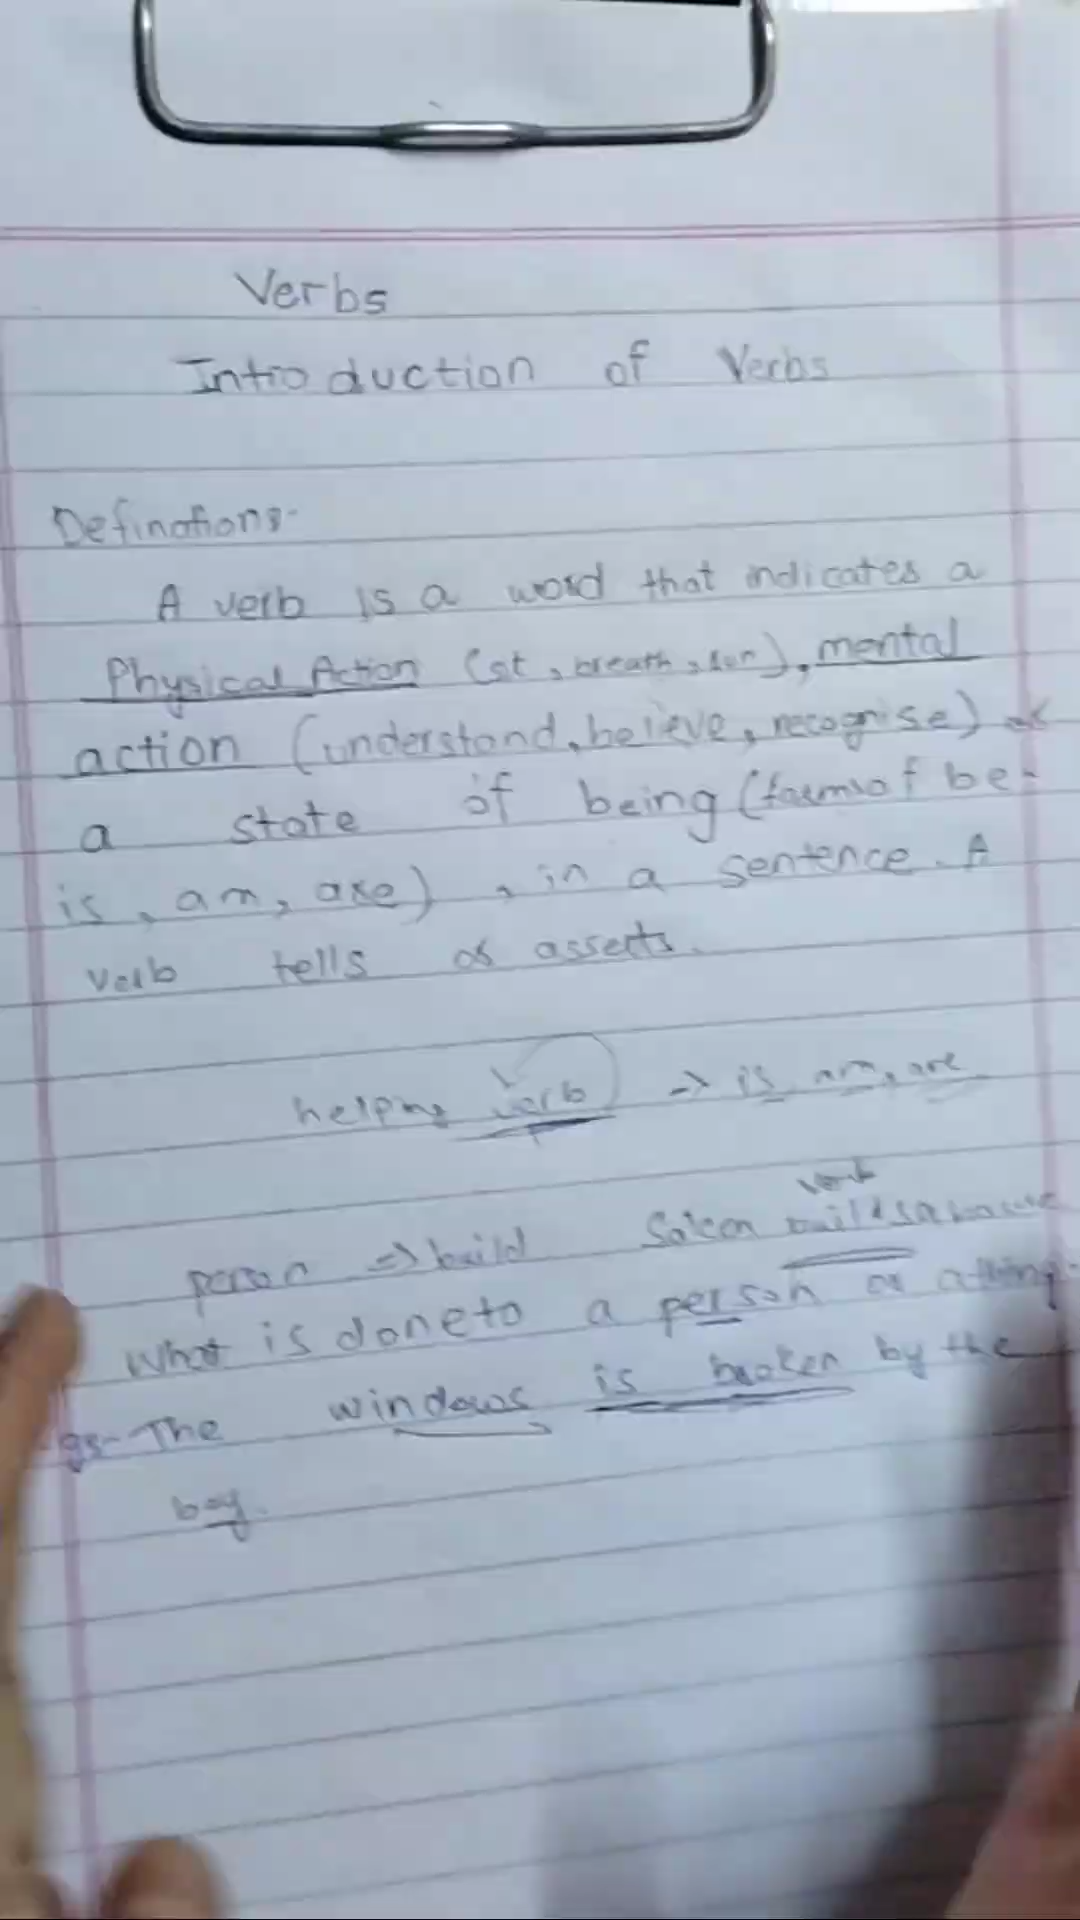 Verbs
Introduction of Verbs
Definations-
A verb is a word that indicates a
Physical Action (st, breath, run), mental
action (understand, believe, recognise) or
a state of being (forms of be-
is, am, are) , in a sentence. A
verb tells or asserts.
helping verb -> is am, are
verb
person => build Saleem builds a house
What is done to a person or a thing.
The windows is broken by the
boy.